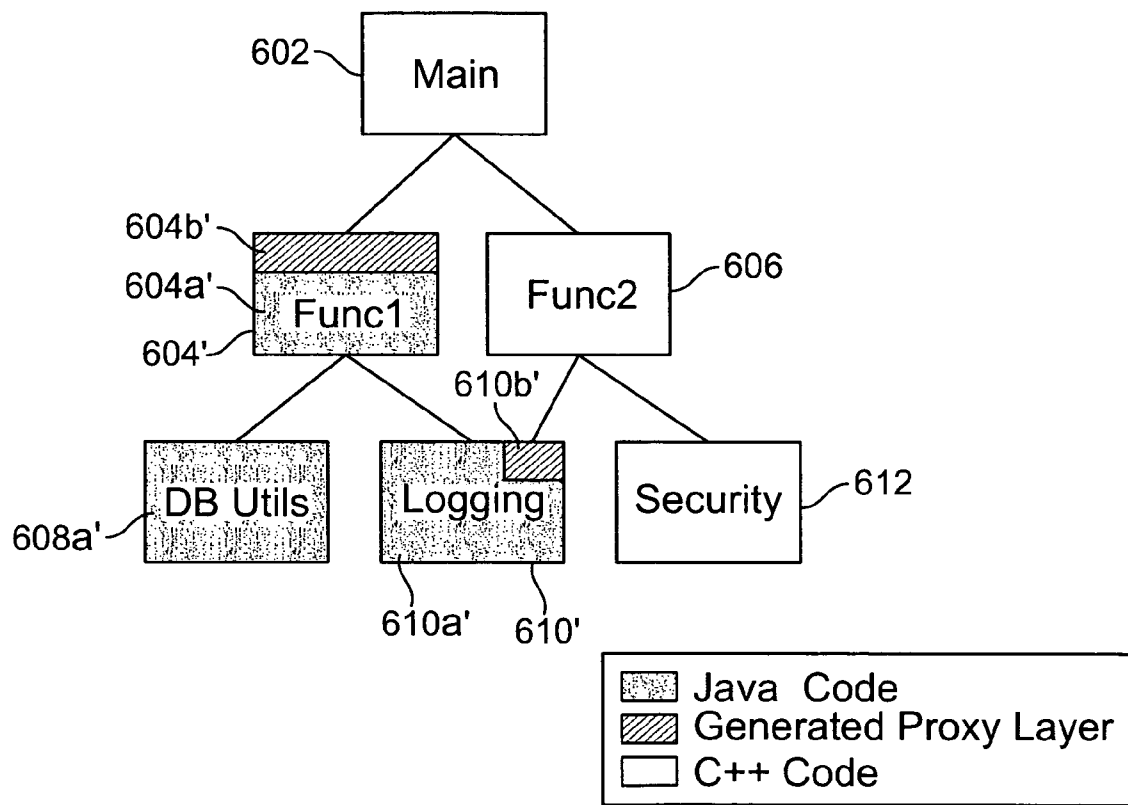 602
Main
604b'
604a'
Func1
604'
Func2
606
610b'
DB Utils
608a'
Logging
Security
612
610a'
610'
Java Code
Generated Proxy Layer
C++ Code